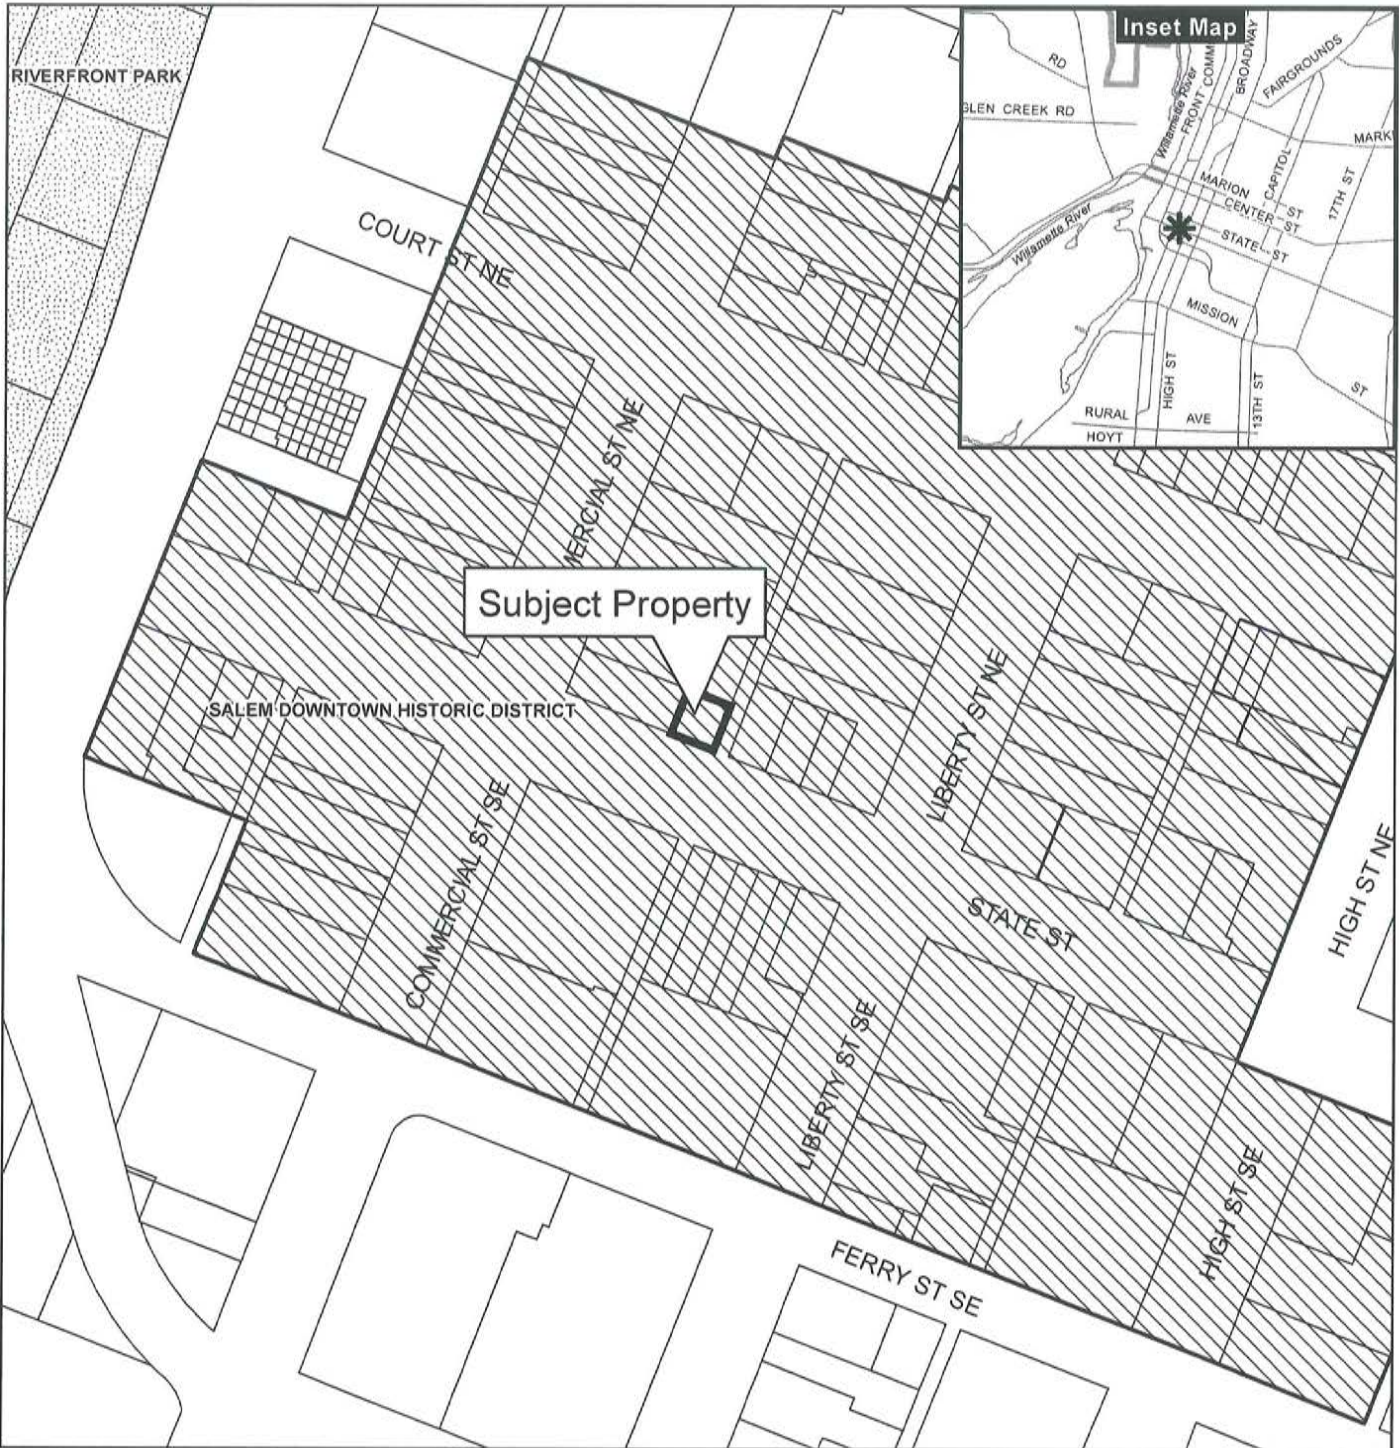 RIVERFRONT PARK
COURT ST NE
MERCIAL ST NE
Subject Property
SALEM DOWNTOWN HISTORIC DISTRICT
LIBERTY ST NE
COMMERCIAL ST SE
STATE ST
HIGH ST NE
LIBERTY ST SE
HIGH ST SE
FERRY ST SE
Inset Map
RD
GLEN CREEK RD
Willamette River
FRONT
COMM
BROADWAY
FAIRGROUNDS
MARK
CAPITOL
17TH ST
MARION
ST
CENTER ST
STATE ST
Willamette River
MISSION
ST
HIGH ST
13TH ST
RURAL
AVE
HOYT